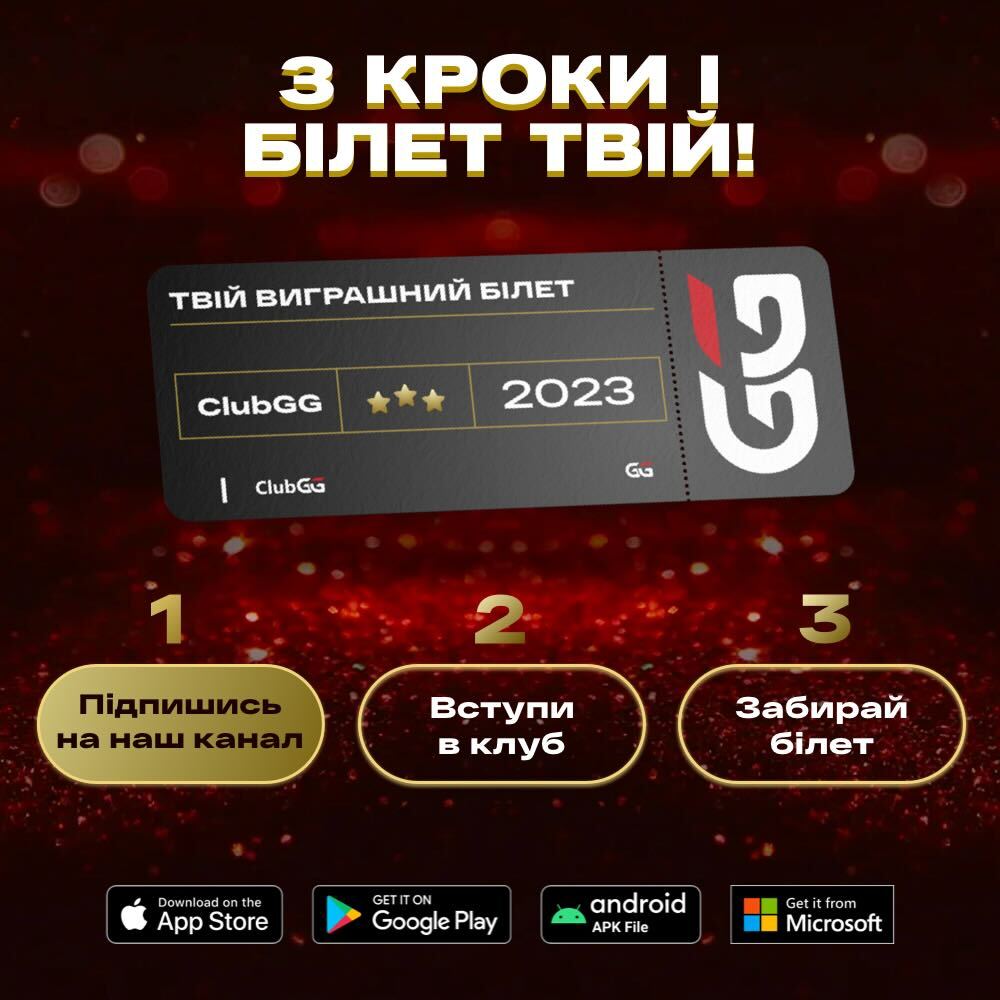 3 КРОКИ І
БІЛЕТ ТВІЙ!
ТВІЙ ВИГРАШНИЙ БІЛЕТ
ClubGG
2023
ClubGG
GG
GG
1
Підпишись
на наш канал
2
Вступи
в клуб
3
Забирай
білет
Download on the
App Store
GET IT ON
Google Play
android
APK File
Get it from
Microsoft